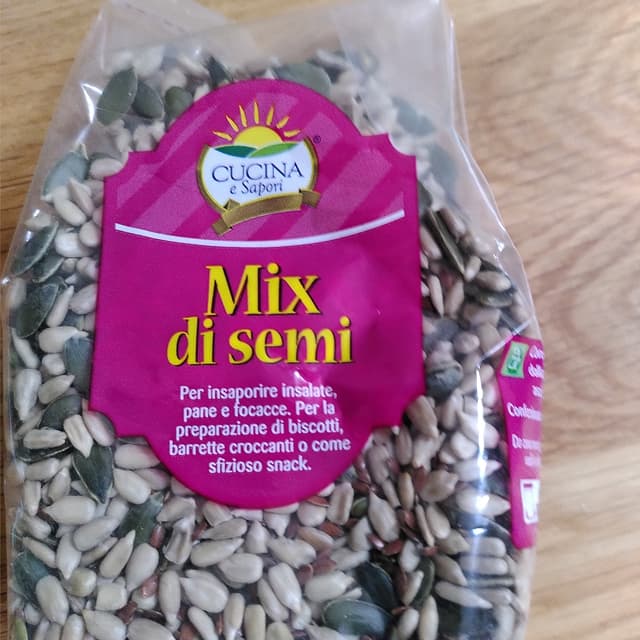 CUCINA
e Sapori
Mix
di semi
Per insaporire insalate,
pane e focacce. Per la
preparazione di biscotti,
barrette croccanti o come
sfizioso snack.